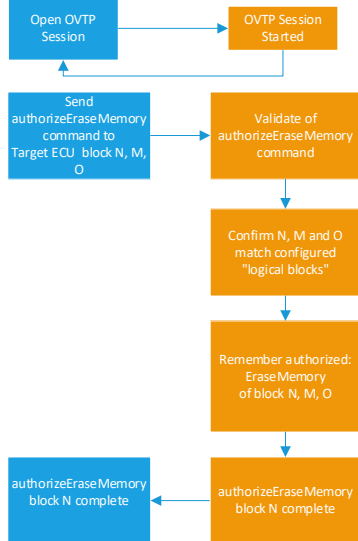 Open OVTP
Session
OVTP Session
Started
Send
authorizeEraseMemory
command to
Target ECU block N, M,
O
Validate of
authorizeEraseMemory
command
Confirm N, M and O
match configured
"logical blocks"
Remember authorized:
EraseMemory
of block N, M, O
authorizeEraseMemory
block N complete
authorizeEraseMemory
block N complete